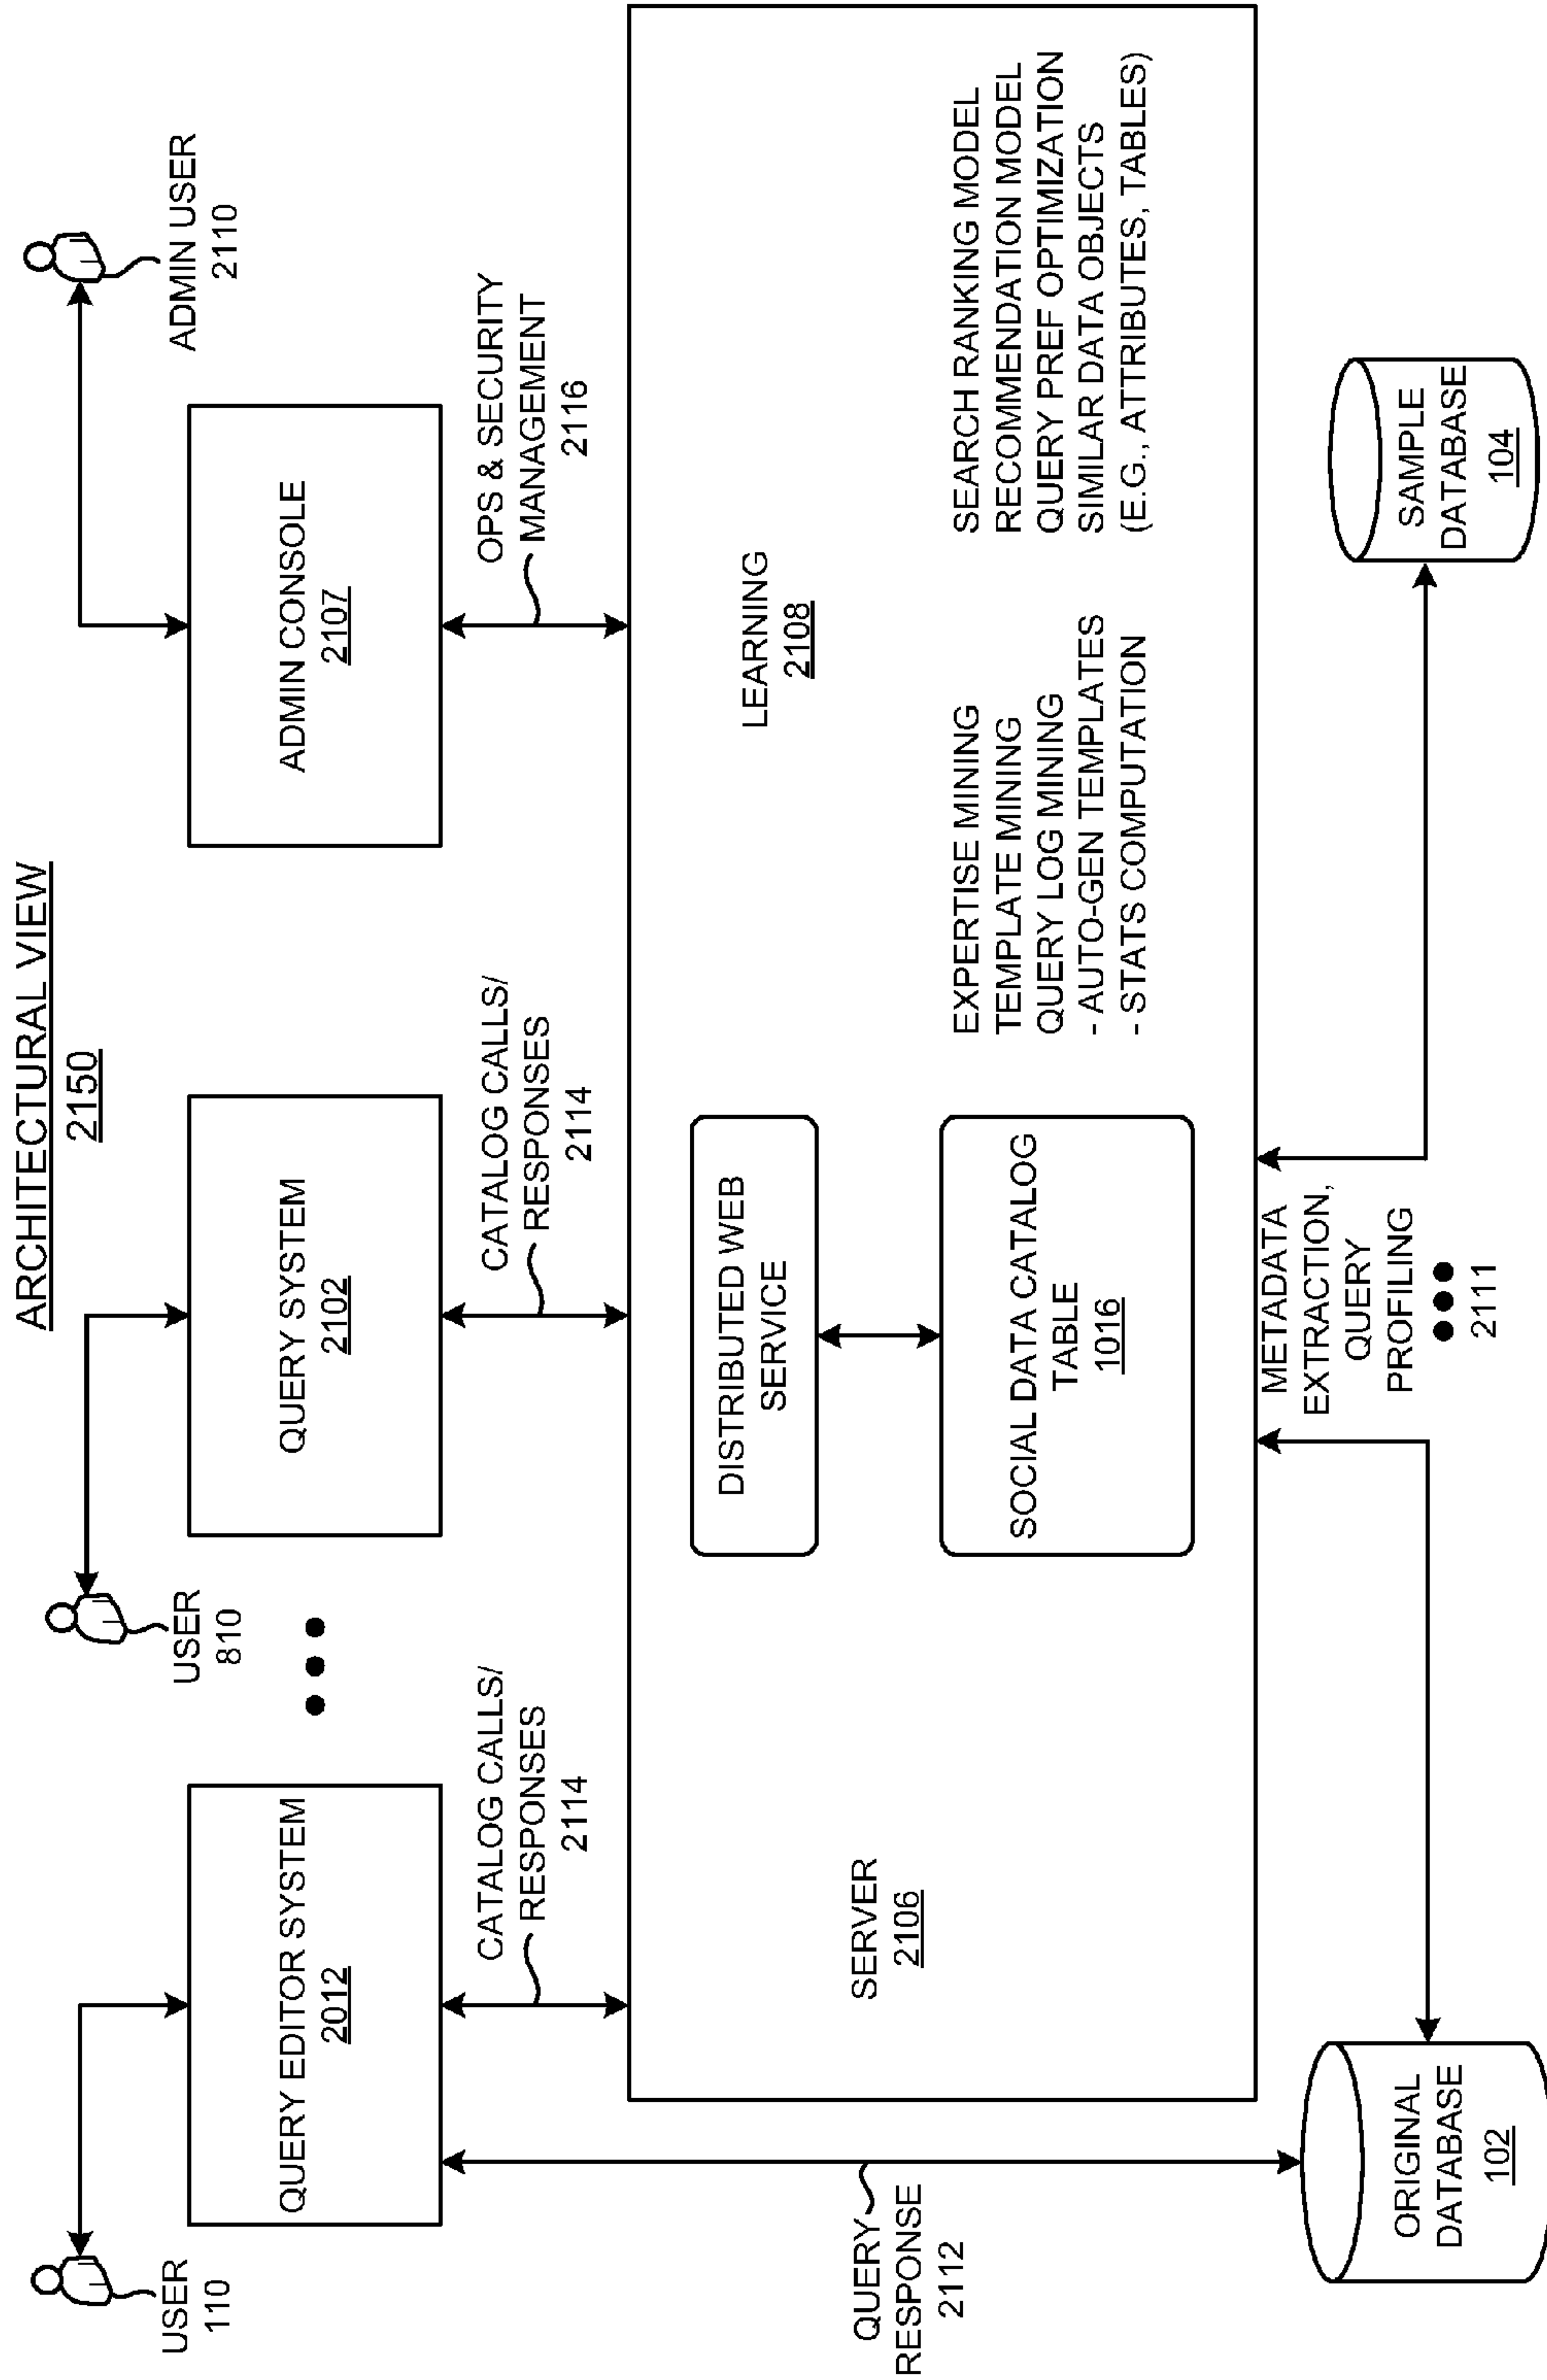 ARCHITECTURAL VIEW
2150
USER
110
QUERY EDITOR SYSTEM
2012
USER
810
QUERY SYSTEM
2102
ADMIN CONSOLE
2107
ADMIN USER
2110
CATALOG CALLS/
RESPONSES
2114
CATALOG CALLS/
RESPONSES
2114
OPS & SECURITY
MANAGEMENT
2116
QUERY
RESPONSE
2112
SERVER
2106
DISTRIBUTED WEB
SERVICE
SOCIAL DATA CATALOG
TABLE
1016
LEARNING
2108
EXPERTISE MINING
TEMPLATE MINING
QUERY LOG MINING
- AUTO-GEN TEMPLATES
- STATS COMPUTATION
SEARCH RANKING MODEL
RECOMMENDATION MODEL
QUERY PREF OPTIMIZATION
SIMILAR DATA OBJECTS
(E.G., ATTRIBUTES, TABLES)
ORIGINAL
DATABASE
102
METADATA
EXTRACTION,
QUERY
PROFILING
2111
SAMPLE
DATABASE
104